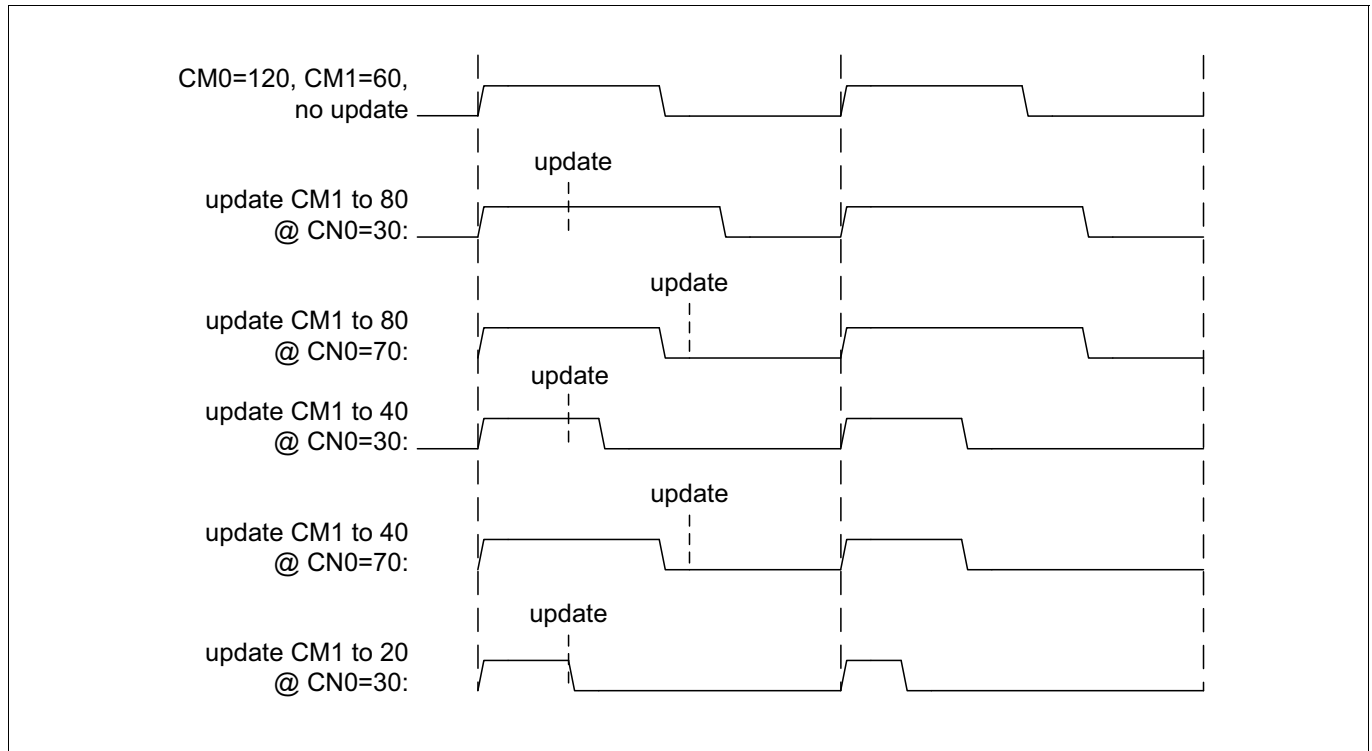 CM0=120, CM1=60,
no update
update
update CM1 to 80
@ CN0=30:
update
update CM1 to 80
@ CN0=70:
update
update CM1 to 40
@ CN0=30:
update
update CM1 to 40
@ CN0=70:
update
update CM1 to 20
@ CN0=30: